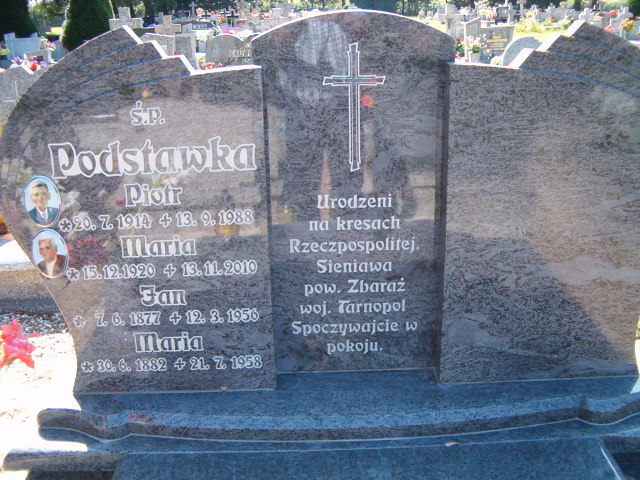 Ś.P.
Podstawka
Piotr
* 20. 7. 1914 + 13. 9. 1988
Maria
* 15.12.1920 + 13.11.2010
Jan
* 7. 6. 1877 + 12. 3. 1956
Maria
* 30. 6. 1882 + 21. 7. 1958
Urodzeni
na kresach
Rzeczpospolitej.
Sieniawa
pow. Zbaraż
woj. Tarnopol
Spoczywajcie w
pokoju.